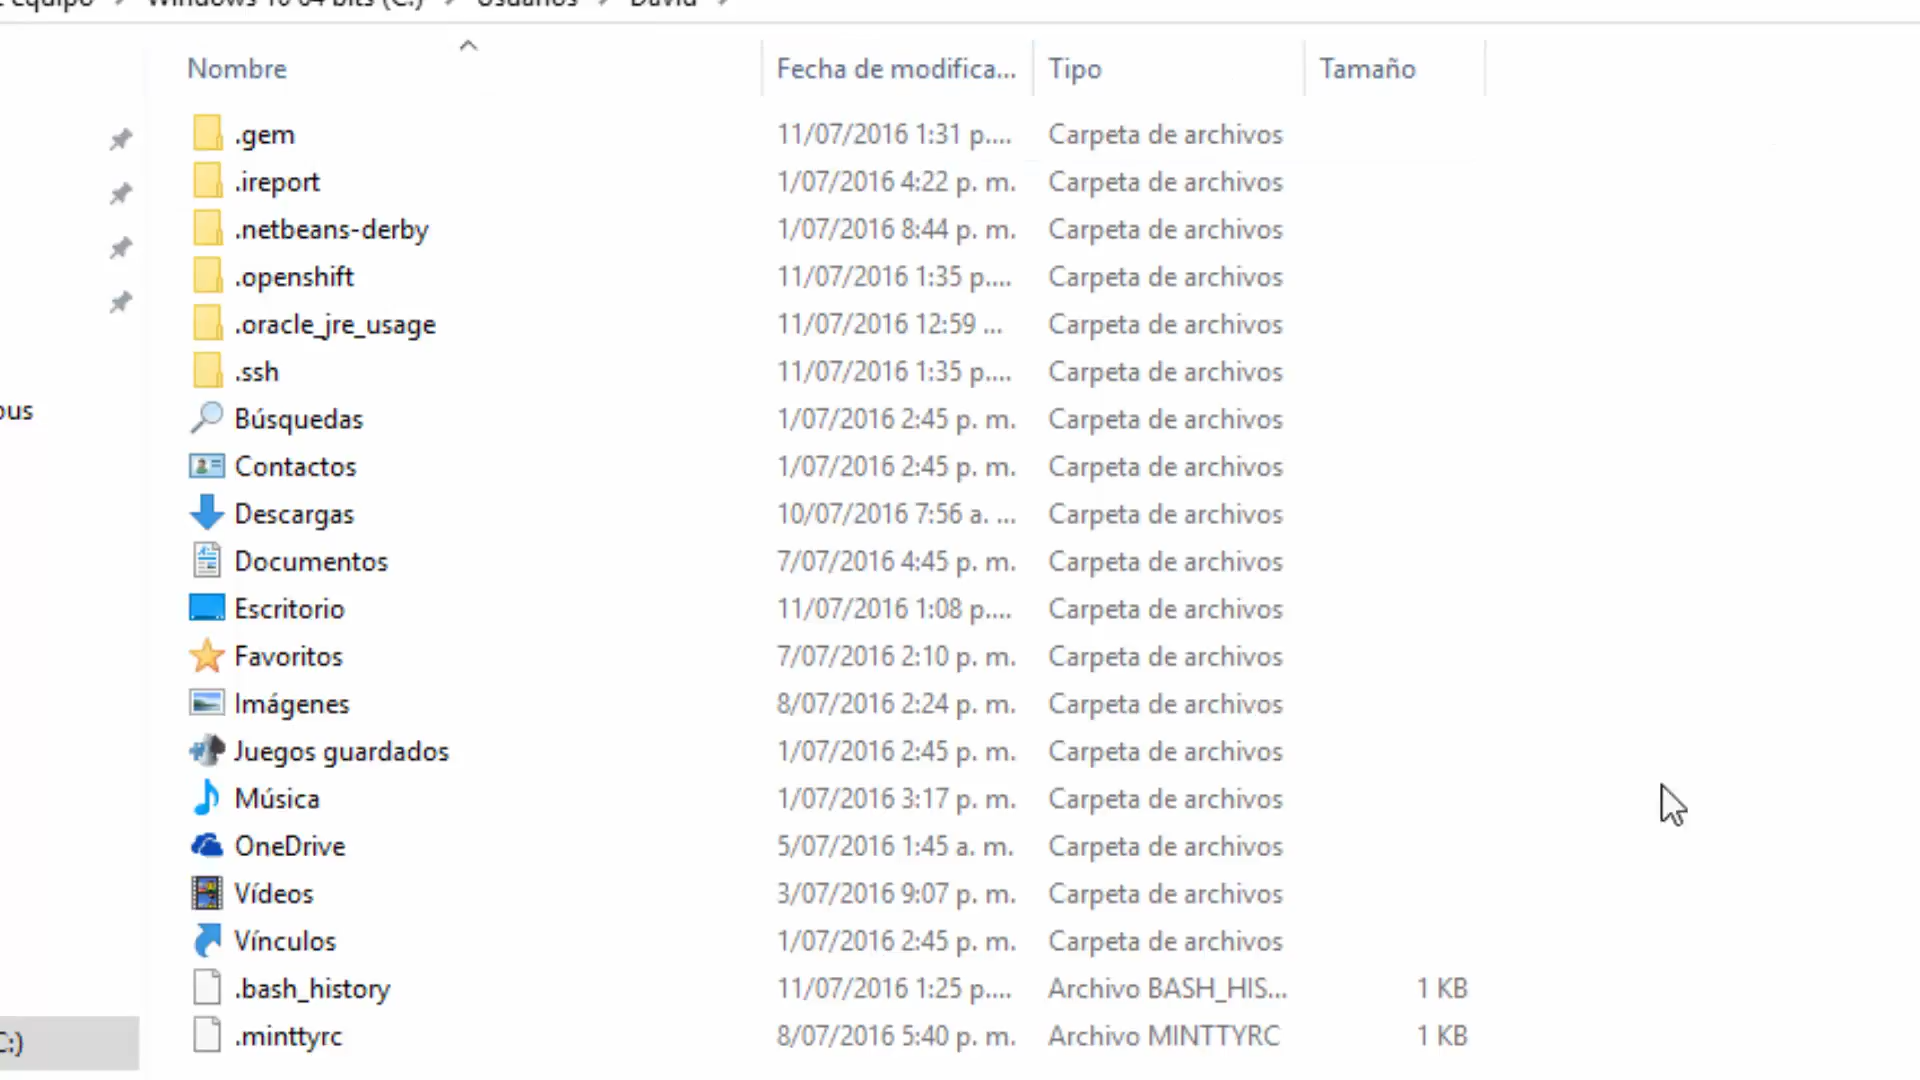 equipo > Windows 10 64 bits (C:) > Usuarios > David >
Nombre Fecha de modifica... Tipo Tamaño
.gem 11/07/2016 1:31 p.... Carpeta de archivos
.ireport 1/07/2016 4:22 p. m. Carpeta de archivos
.netbeans-derby 1/07/2016 8:44 p. m. Carpeta de archivos
.openshift 11/07/2016 1:35 p.... Carpeta de archivos
.oracle_jre_usage 11/07/2016 12:59 ... Carpeta de archivos
.ssh 11/07/2016 1:35 p.... Carpeta de archivos
Búsquedas 1/07/2016 2:45 p. m. Carpeta de archivos
Contactos 1/07/2016 2:45 p. m. Carpeta de archivos
Descargas 10/07/2016 7:56 a. ... Carpeta de archivos
Documentos 7/07/2016 4:45 p. m. Carpeta de archivos
Escritorio 11/07/2016 1:08 p.... Carpeta de archivos
Favoritos 7/07/2016 2:10 p. m. Carpeta de archivos
Imágenes 8/07/2016 2:24 p. m. Carpeta de archivos
Juegos guardados 1/07/2016 2:45 p. m. Carpeta de archivos
Música 1/07/2016 3:17 p. m. Carpeta de archivos
OneDrive 5/07/2016 1:45 a. m. Carpeta de archivos
Vídeos 3/07/2016 9:07 p. m. Carpeta de archivos
Vínculos 1/07/2016 2:45 p. m. Carpeta de archivos
.bash_history 11/07/2016 1:25 p.... Archivo BASH_HIS... 1 KB
.minttyrc 8/07/2016 5:40 p. m. Archivo MINTTYRC 1 KB
C:)